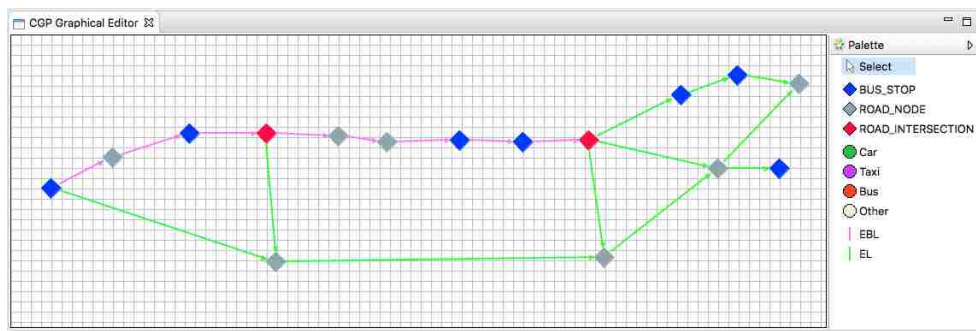 CGP Graphical Editor
Palette
Select
BUS_STOP
ROAD_NODE
ROAD_INTERSECTION
Car
Taxi
Bus
Other
EBL
EL